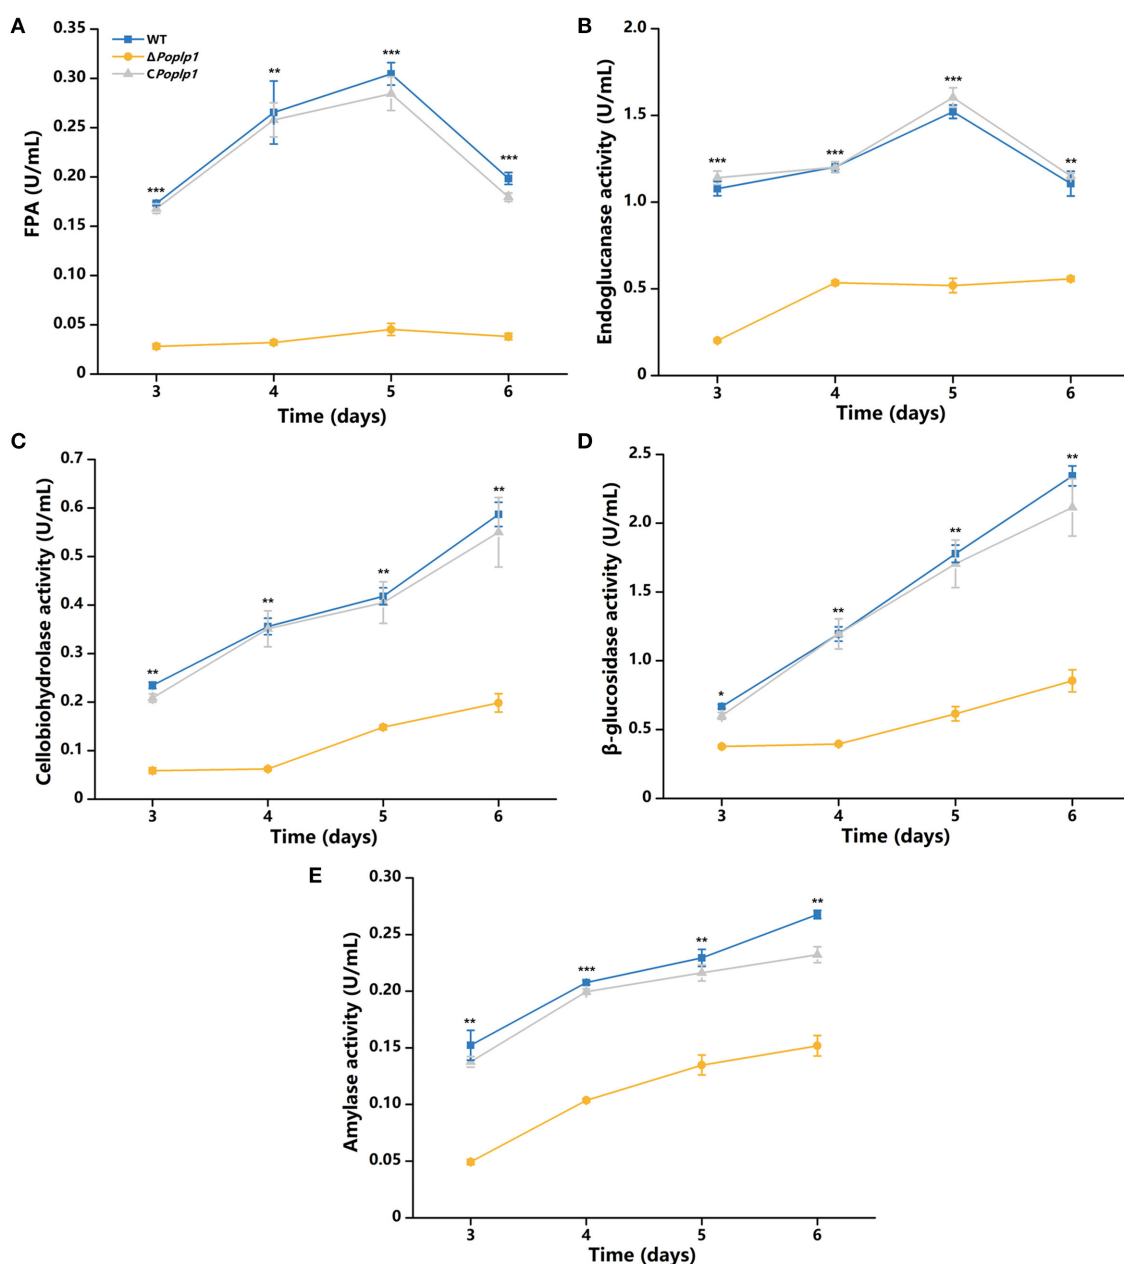 A
FPA (U/mL)
0.35
0.30
0.25
0.20
0.15
0.10
0.05
0
WT
ΔPoplp1
CPoplp1
***
**
***
***
3 4 5 6
Time (days)
B
Endoglucanase activity (U/mL)
2.0
1.5
1.0
0.5
0
***
***
***
**
3 4 5 6
Time (days)
C
Cellobiohydrolase activity (U/mL)
0.7
0.6
0.5
0.4
0.3
0.2
0.1
0
**
**
**
**
3 4 5 6
Time (days)
D
β-glucosidase activity (U/mL)
2.5
2.0
1.5
1.0
0.5
0
*
**
**
**
3 4 5 6
Time (days)
E
Amylase activity (U/mL)
0.30
0.25
0.20
0.15
0.10
0.05
0
**
***
**
**
3 4 5 6
Time (days)